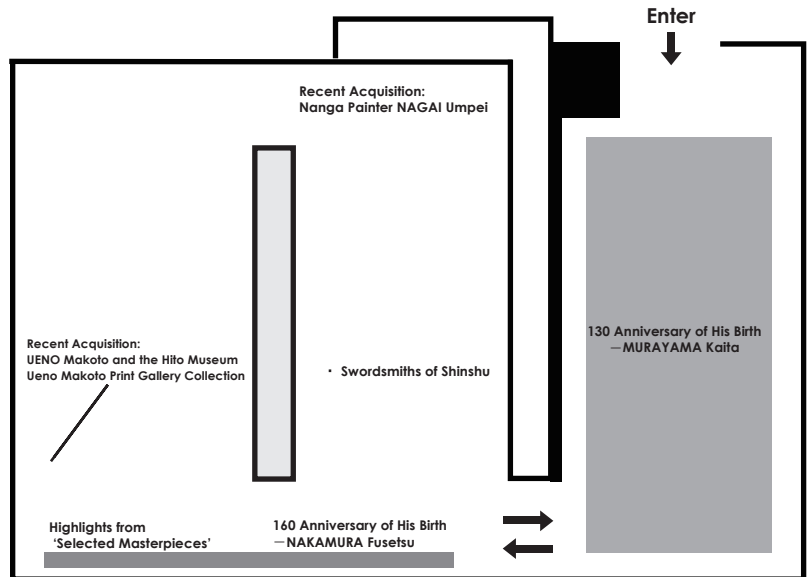 Enter
Recent Acquisition:
Nanga Painter NAGAI Umpei
130 Anniversary of His Birth
－MURAYAMA Kaita
Recent Acquisition:
UENO Makoto and the Hito Museum
Ueno Makoto Print Gallery Collection
・ Swordsmiths of Shinshu
Highlights from
‘Selected Masterpieces’
160 Anniversary of His Birth
－NAKAMURA Fusetsu